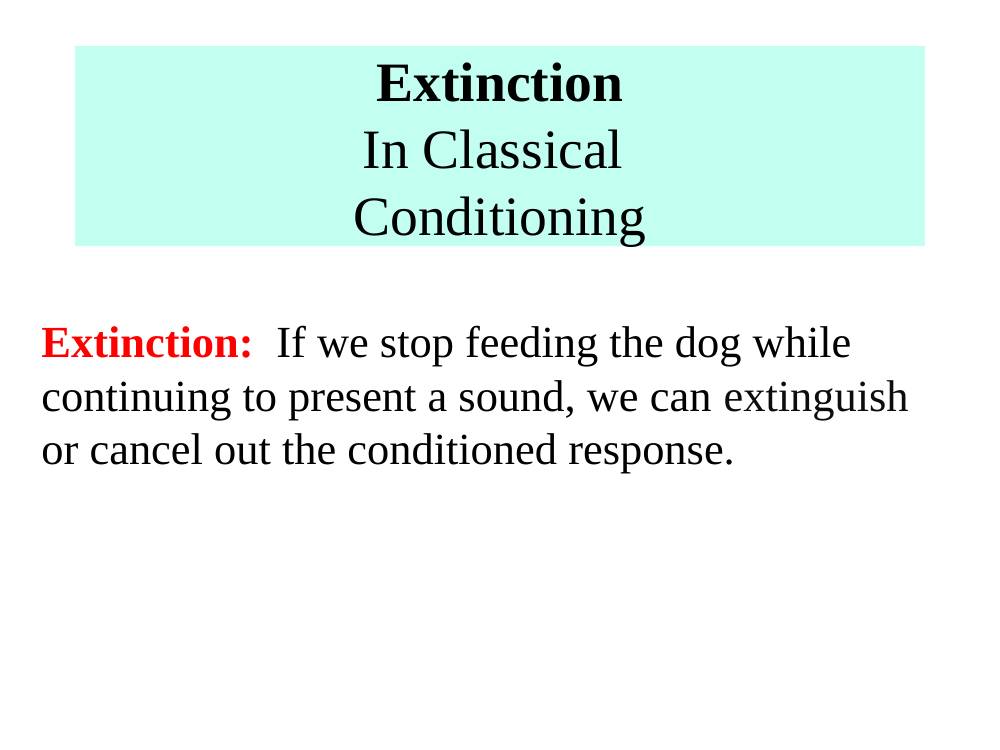 Extinction
In Classical
Conditioning
Extinction:  If we stop feeding the dog while
continuing to present a sound, we can extinguish
or cancel out the conditioned response.